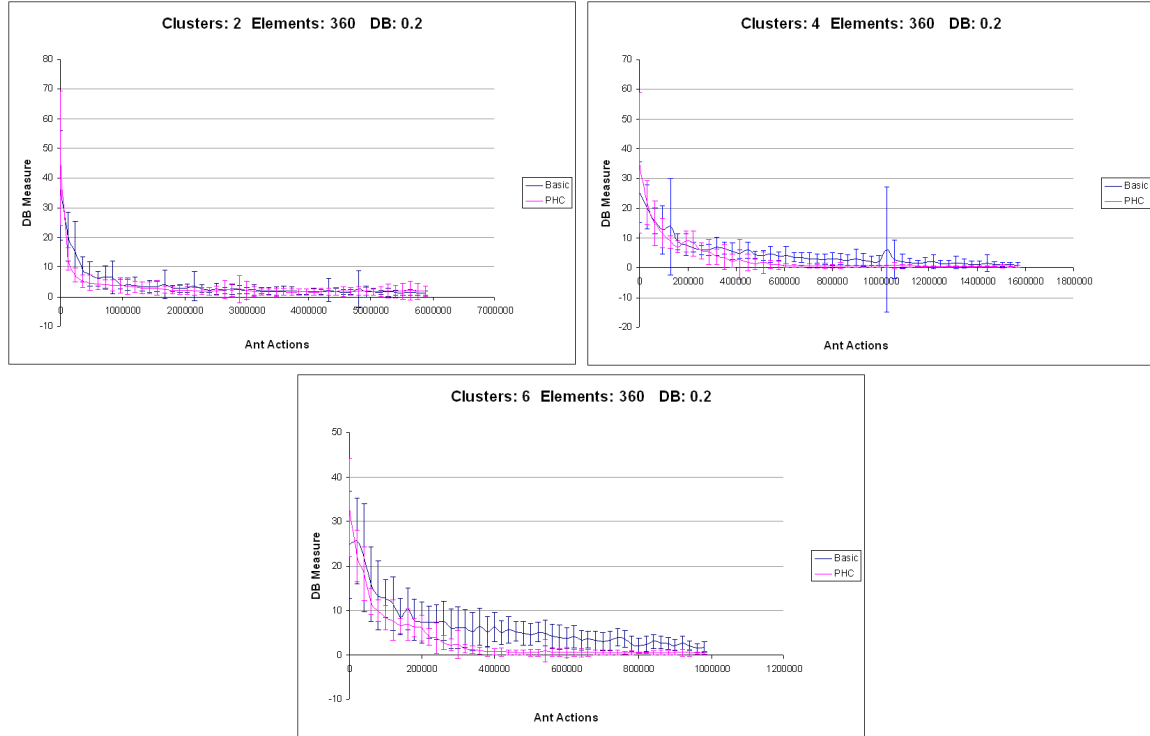 Clusters: 2 Elements: 360 DB: 0.2
80
70
60
50
40
30
20
10
0
-10
DB Measure
0 1000000 2000000 3000000 4000000 5000000 6000000 7000000
Ant Actions
Basic
PHC
Clusters: 4 Elements: 360 DB: 0.2
70
60
50
40
30
20
10
0
-10
-20
DB Measure
0 200000 400000 600000 800000 1000000 1200000 1400000 1600000 1800000
Ant Actions
Basic
PHC
Clusters: 6 Elements: 360 DB: 0.2
50
40
30
20
10
0
-10
DB Measure
0 200000 400000 600000 800000 1000000 1200000
Ant Actions
Basic
PHC